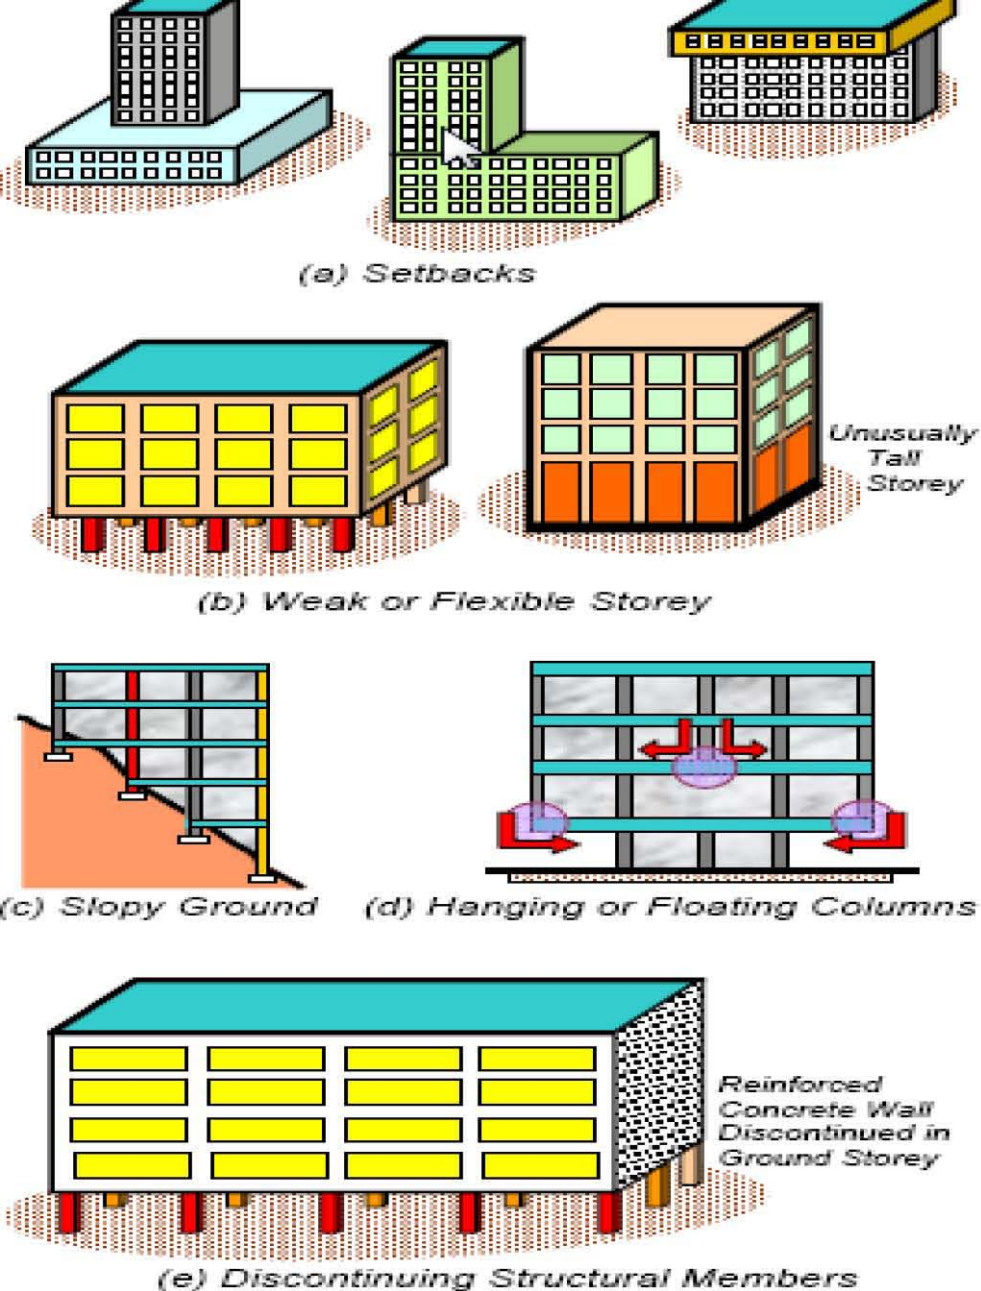 (a) Setbacks
Unusually
Tall
Storey
(b) Weak or Flexible Storey
(c) Slopy Ground
(d) Hanging or Floating Columns
Reinforced
Concrete Wall
Discontinued in
Ground Storey
(e) Discontinuing Structural Members